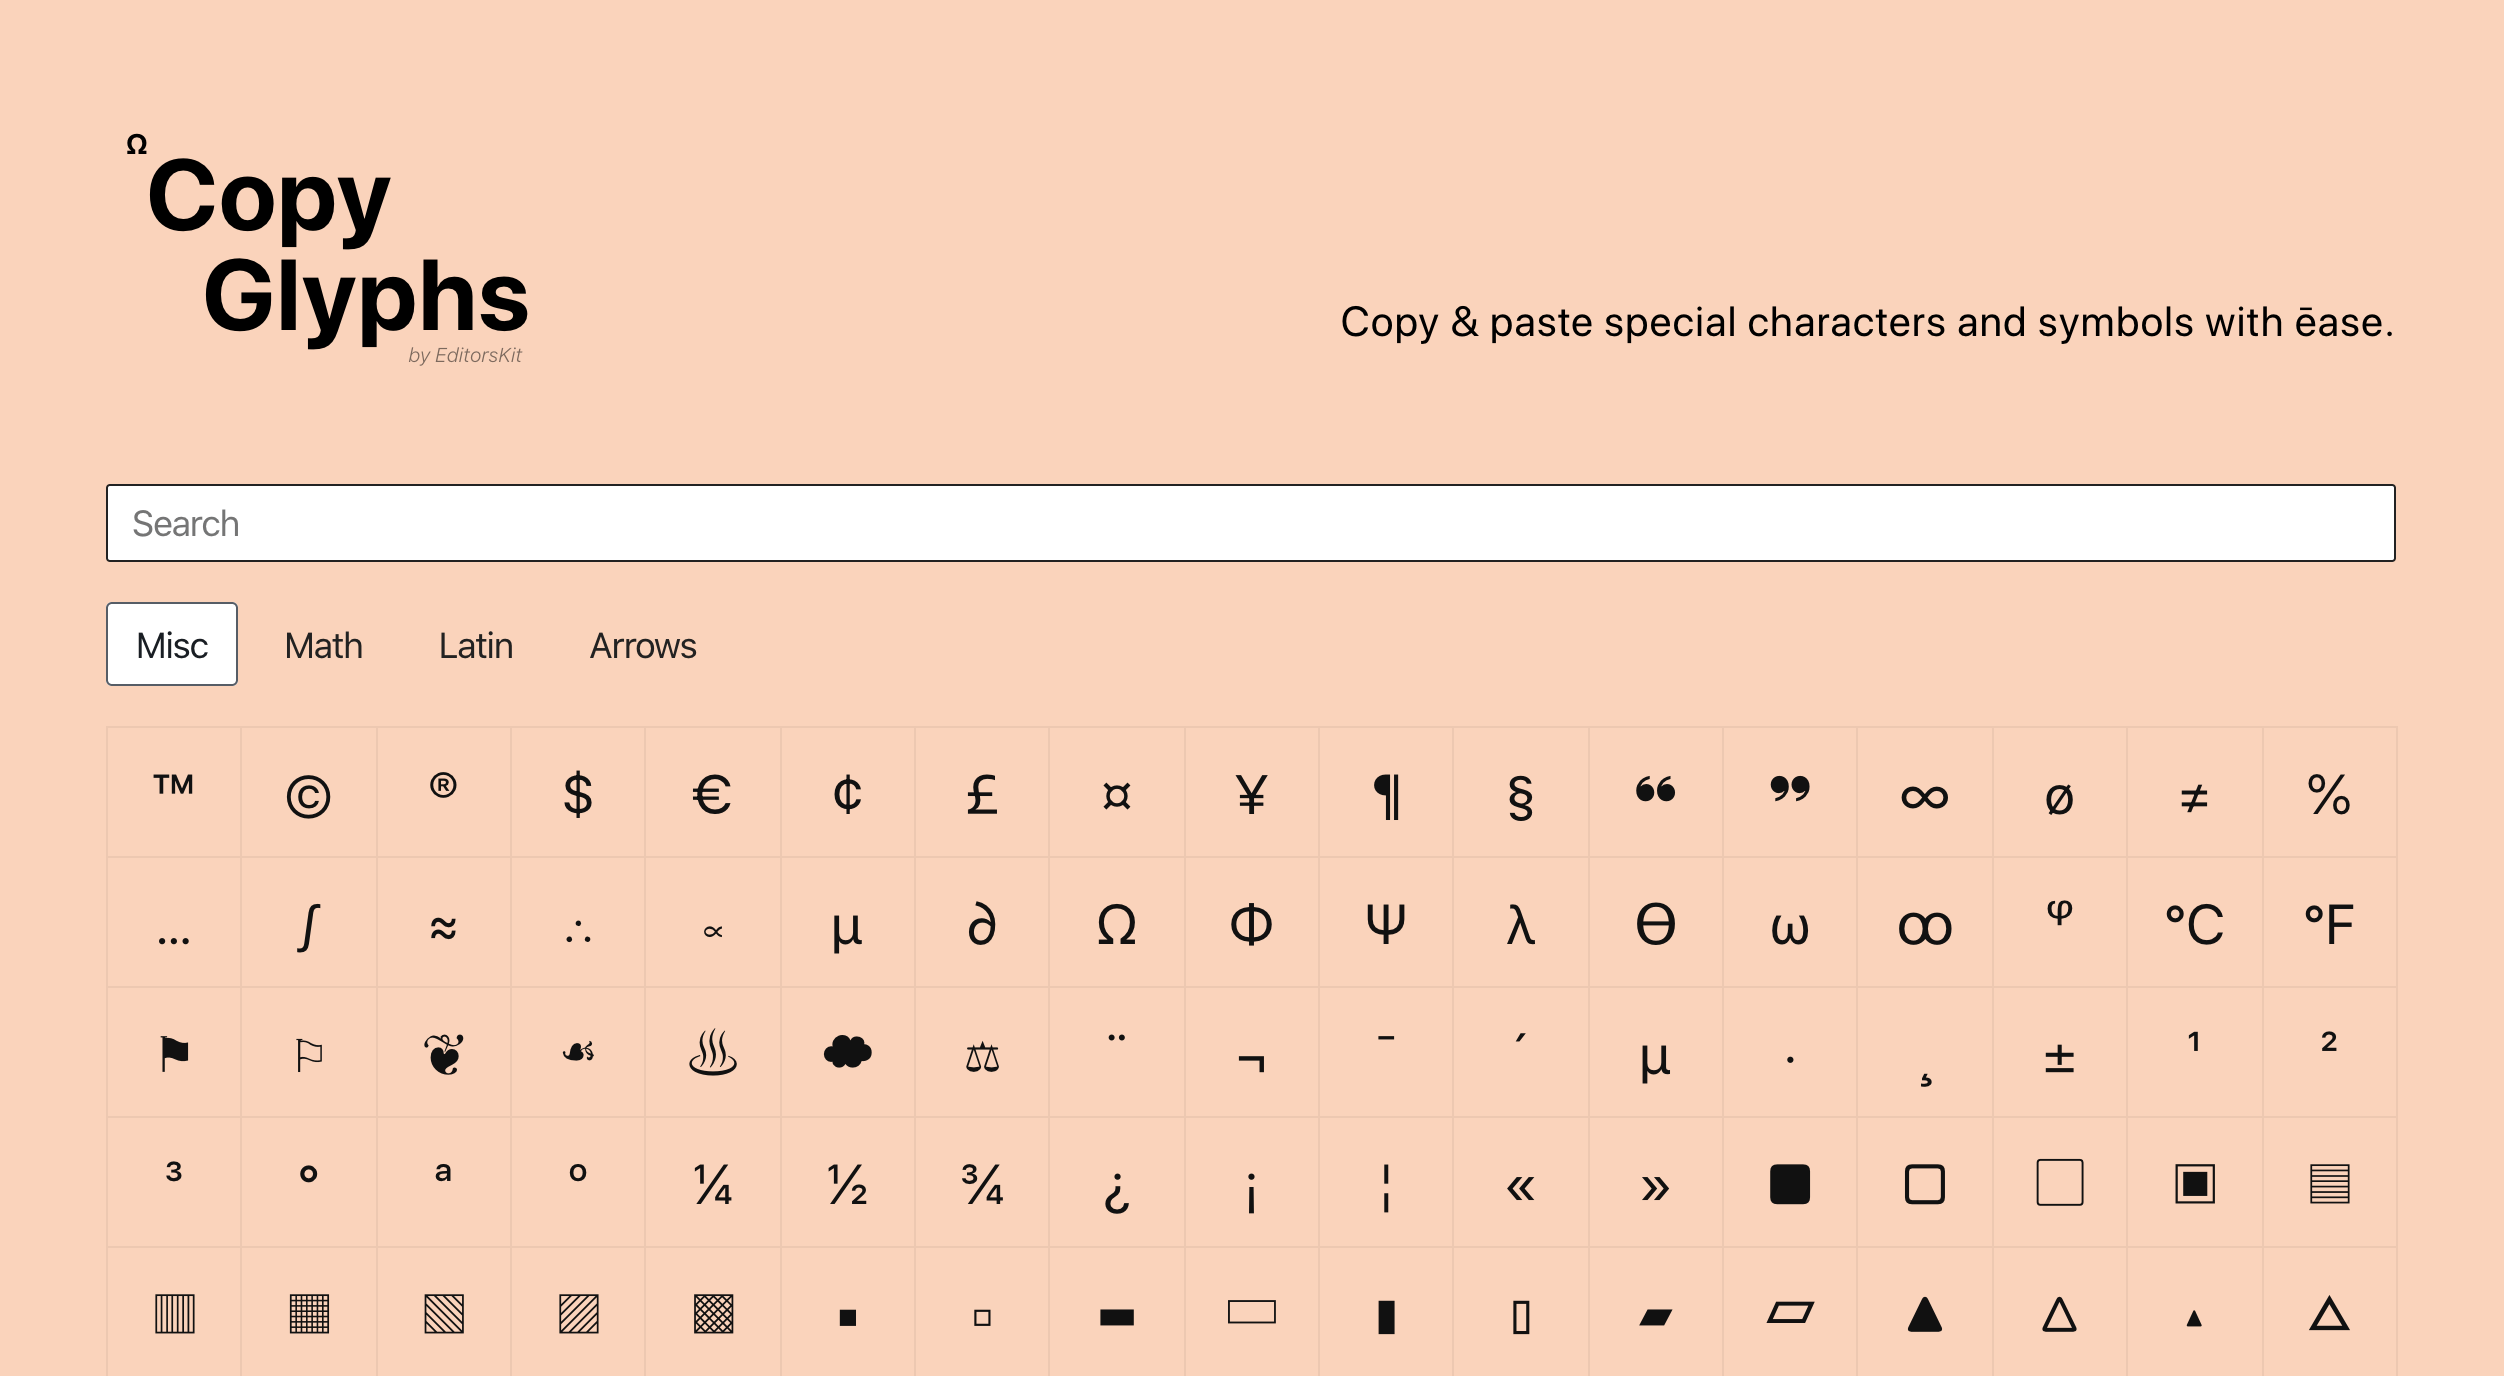 Ω
Copy
Glyphs
by EditorsKit
Copy & paste special characters and symbols with ēase.
Search
Misc Math Latin Arrows
™ © ® $ € ¢ £ ¤ ¥ ¶ § ❝ ❞ ∞ ø ≠ %
… ∫ ≈ ∴ ∝ µ ∂ Ω Φ Ψ λ Ɵ ω ꝏ ᵠ ℃ ℉
⚑ ⚐ ❦ ☙ ♨ ☁ ⚖ ¨ ¬ ¯ ´ µ · ¸ ± ¹ ²
³ ° ª º ¼ ½ ¾ ¿ ¡ ¦ « » ■ □ ▢ ▣ ▤
▥ ▦ ▧ ▨ ▩ ▪ ▫ ▬ ▭ ▮ ▯ ▰ ▱ ▲ △ ▴ ▵